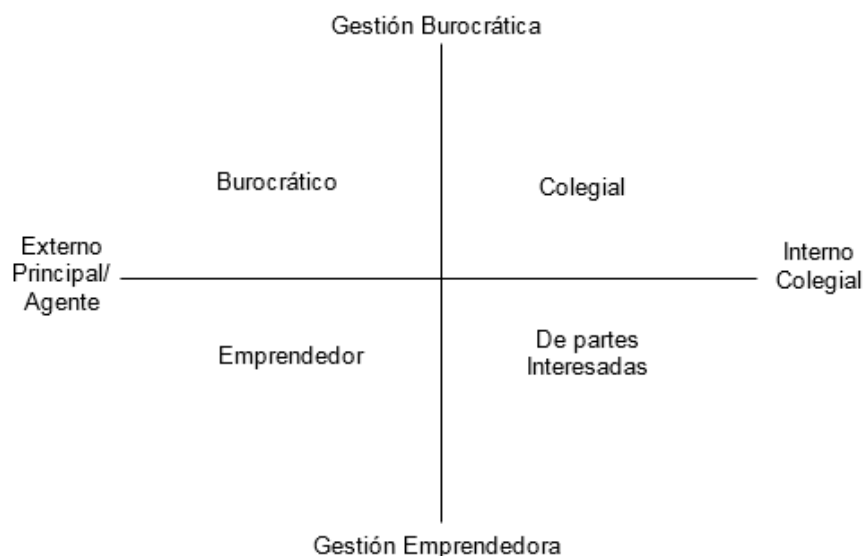 Gestión Burocrática
Burocrático
Colegial
Externo
Principal/
Agente
Interno
Colegial
Emprendedor
De partes
Interesadas
Gestión Emprendedora